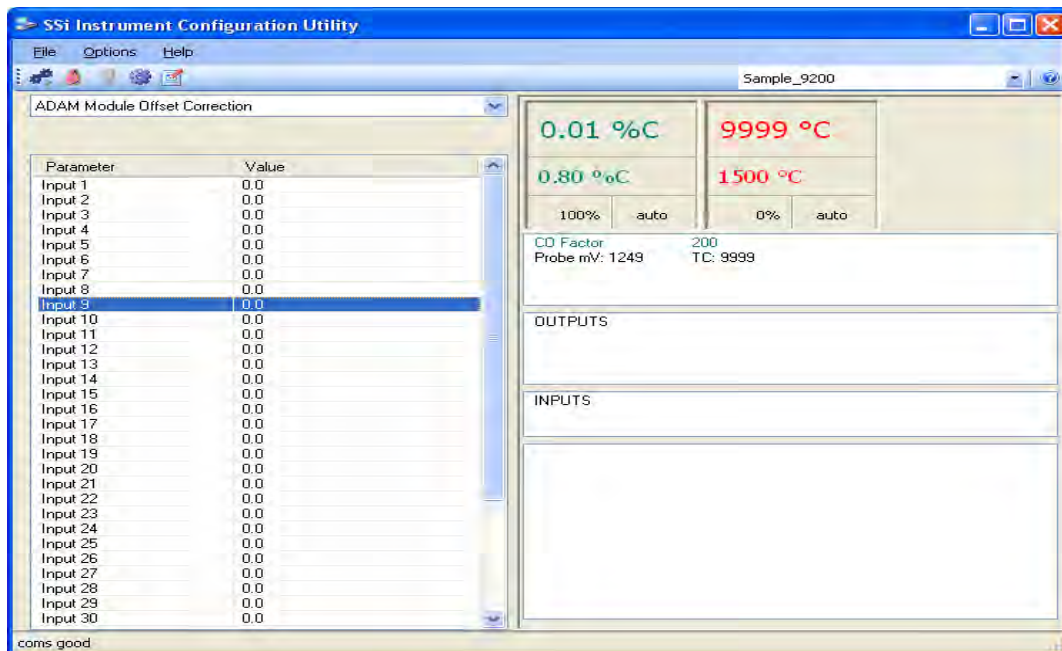 SSi Instrument Configuration Utility
File Options Help
Sample_9200
ADAM Module Offset Correction
Parameter Value
Input 1 0.0
Input 2 0.0
Input 3 0.0
Input 4 0.0
Input 5 0.0
Input 6 0.0
Input 7 0.0
Input 8 0.0
Input 9 0.0
Input 10 0.0
Input 11 0.0
Input 12 0.0
Input 13 0.0
Input 14 0.0
Input 15 0.0
Input 16 0.0
Input 17 0.0
Input 18 0.0
Input 19 0.0
Input 20 0.0
Input 21 0.0
Input 22 0.0
Input 23 0.0
Input 24 0.0
Input 25 0.0
Input 26 0.0
Input 27 0.0
Input 28 0.0
Input 29 0.0
Input 30 0.0
0.01 %C 9999 °C
0.80 %C 1500 °C
100% auto 0% auto
CO Factor 200
Probe mV: 1249 TC: 9999
OUTPUTS
INPUTS
coms good